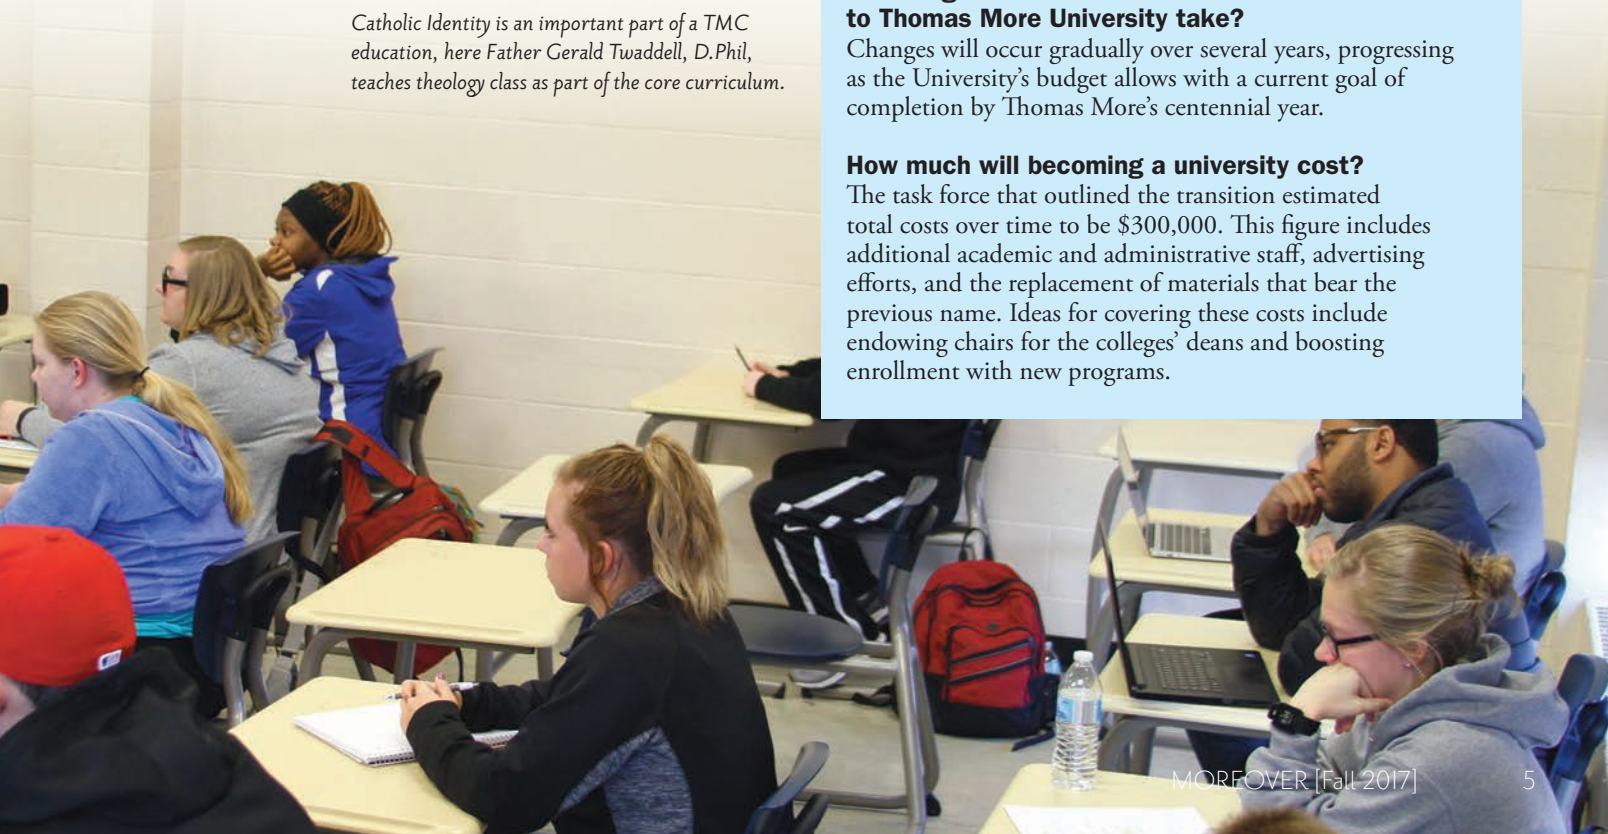 Catholic Identity is an important part of a TMC
education, here Father Gerald Twaddell, D.Phil,
teaches theology class as part of the core curriculum.
to Thomas More University take?
Changes will occur gradually over several years, progressing
as the University's budget allows with a current goal of
completion by Thomas More's centennial year.
How much will becoming a university cost?
The task force that outlined the transition estimated
total costs over time to be $300,000. This figure includes
additional academic and administrative staff, advertising
efforts, and the replacement of materials that bear the
previous name. Ideas for covering these costs include
endowing chairs for the colleges' deans and boosting
enrollment with new programs.
MOREOVER [Fall 2017] 5